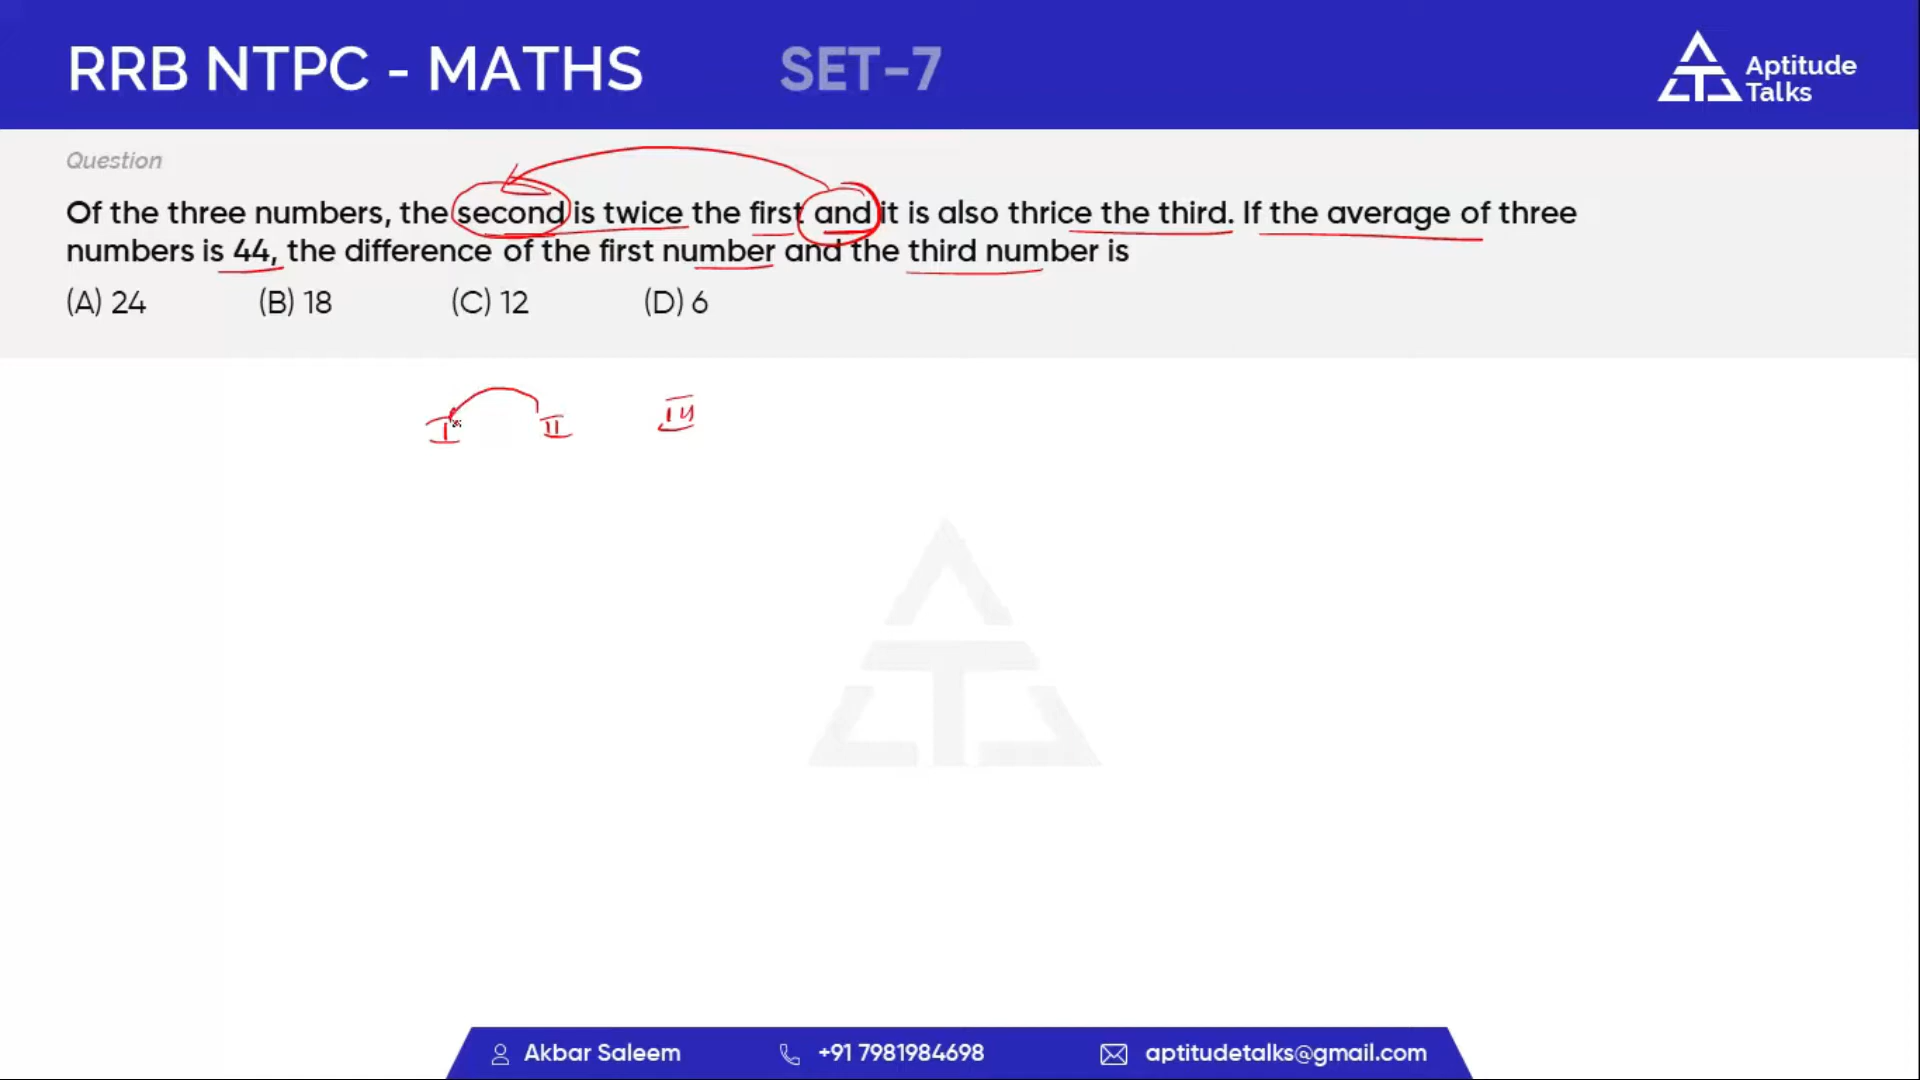 RRB NTPC - MATHS
SET-7
Aptitude
Talks
Question
Of the three numbers, the second is twice the first and it is also thrice the third. If the average of three
numbers is 44, the difference of the first number and the third number is
(A) 24 (B) 18 (C) 12 (D) 6
I II III
Akbar Saleem +91 7981984698 aptitudetalks@gmail.com